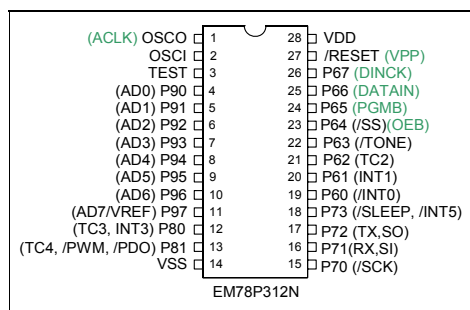 (ACLK) OSCO 1 28 VDD
OSCI 2 27 /RESET (VPP)
TEST 3 26 P67 (DINCK)
(AD0) P90 4 25 P66 (DATAIN)
(AD1) P91 5 24 P65 (PGMB)
(AD2) P92 6 23 P64 (/SS)(OEB)
(AD3) P93 7 22 P63 (/TONE)
(AD4) P94 8 21 P62 (TC2)
(AD5) P95 9 20 P61 (INT1)
(AD6) P96 10 19 P60 (/INT0)
(AD7/VREF) P97 11 18 P73 (/SLEEP, /INT5)
(TC3, INT3) P80 12 17 P72 (TX,SO)
(TC4, /PWM, /PDO) P81 13 16 P71(RX,SI)
VSS 14 15 P70 (/SCK)
EM78P312N